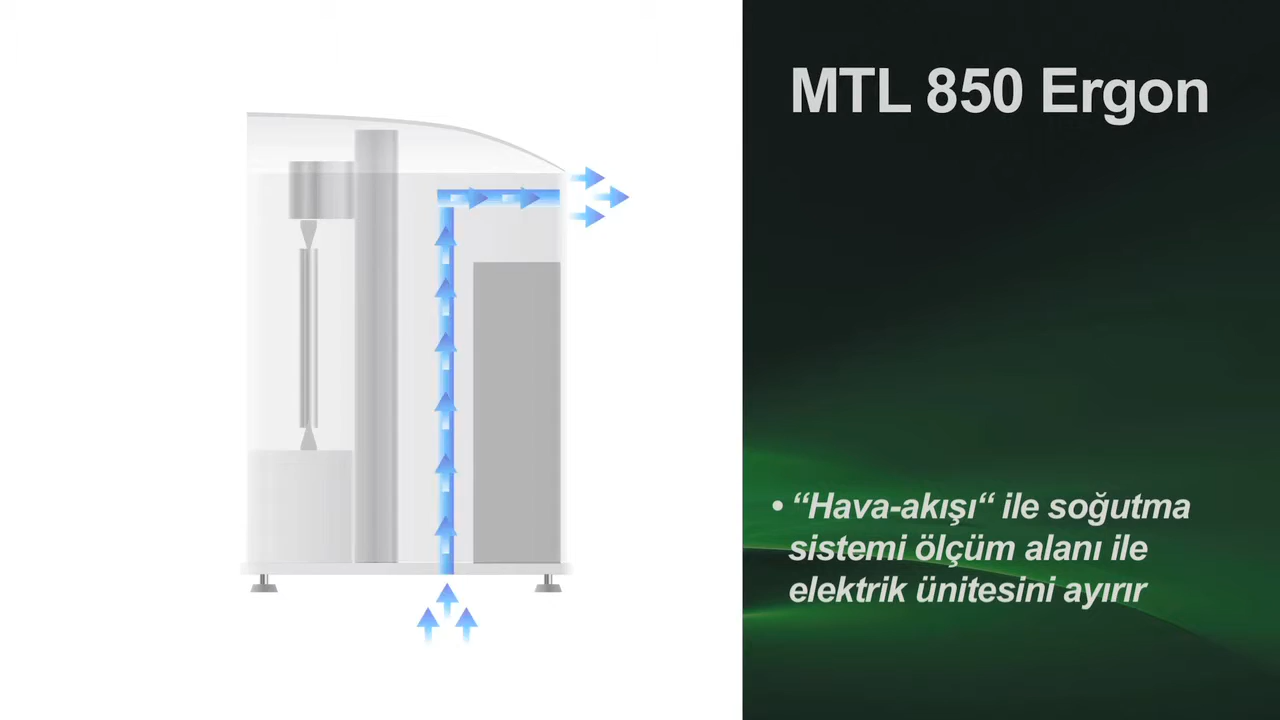 MTL 850 Ergon
• “Hava-akışı“ ile soğutma
sistemi ölçüm alanı ile
elektrik ünitesini ayırır